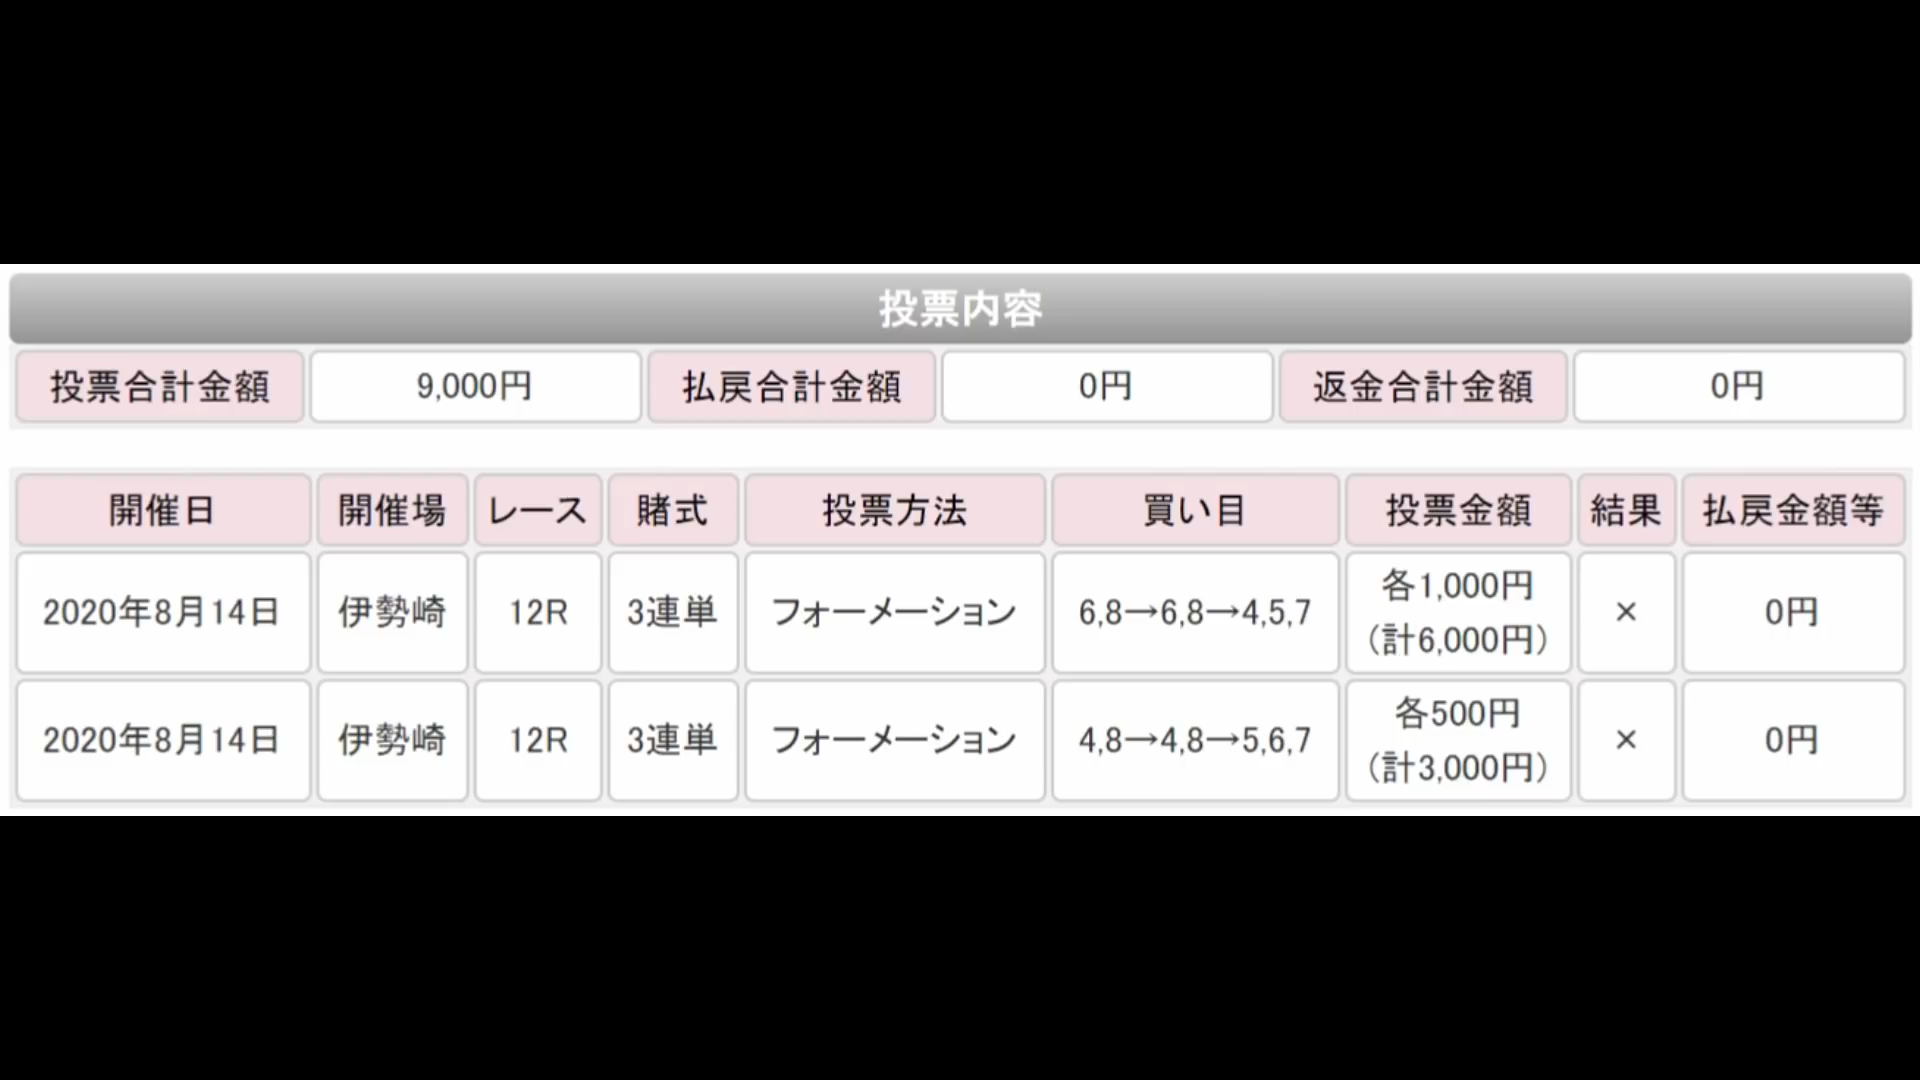 投票内容
投票合計金額 9,000円 払戻合計金額 0円 返金合計金額 0円
開催日 開催場 レース 賭式 投票方法 買い目 投票金額 結果 払戻金額等
2020年8月14日 伊勢崎 12R 3連単 フォーメーション 6,8→6,8→4,5,7 各1,000円 × 0円
(計6,000円)
2020年8月14日 伊勢崎 12R 3連単 フォーメーション 4,8→4,8→5,6,7 各500円 × 0円
(計3,000円)